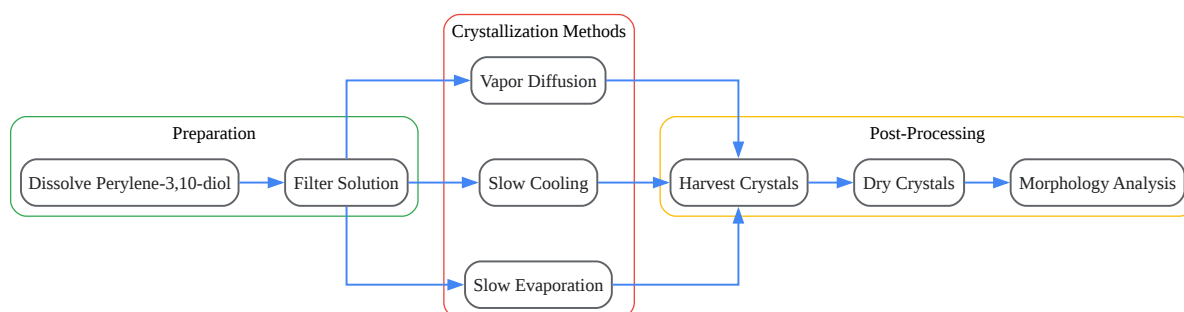 Crystallization Methods
Vapor Diffusion
Preparation
Post-Processing
Dissolve Perylene-3,10-diol
Filter Solution
Slow Cooling
Harvest Crystals
Dry Crystals
Morphology Analysis
Slow Evaporation